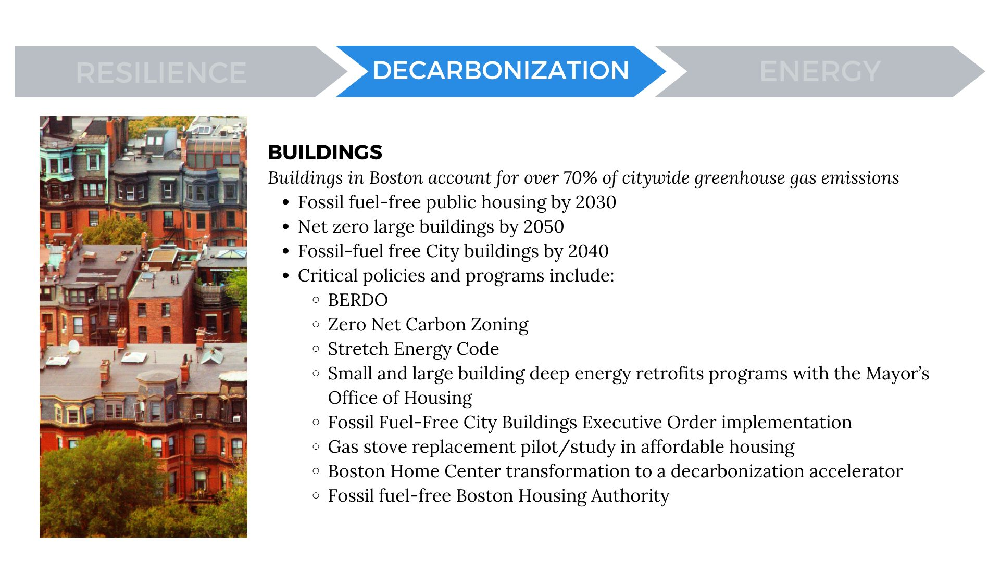 RESILIENCE
DECARBONIZATION
ENERGY
BUILDINGS
Buildings in Boston account for over 70% of citywide greenhouse gas emissions
• Fossil fuel-free public housing by 2030
• Net zero large buildings by 2050
• Fossil-fuel free City buildings by 2040
• Critical policies and programs include:
○ BERDO
○ Zero Net Carbon Zoning
○ Stretch Energy Code
○ Small and large building deep energy retrofits programs with the Mayor’s
Office of Housing
○ Fossil Fuel-Free City Buildings Executive Order implementation
○ Gas stove replacement pilot/study in affordable housing
○ Boston Home Center transformation to a decarbonization accelerator
○ Fossil fuel-free Boston Housing Authority